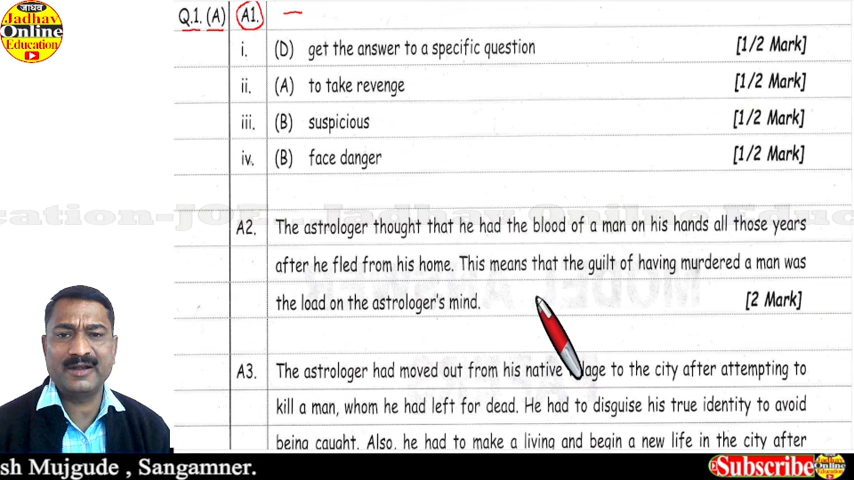 जाधव
Jadhav
Online
Education
Q.1. (A) A1.
i. (D) get the answer to a specific question [1/2 Mark]
ii. (A) to take revenge [1/2 Mark]
iii. (B) suspicious [1/2 Mark]
iv. (B) face danger [1/2 Mark]
A2. The astrologer thought that he had the blood of a man on his hands all those years
after he fled from his home. This means that the guilt of having murdered a man was
the load on the astrologer's mind. [2 Mark]
A3. The astrologer had moved out from his native to the city after attempting to
kill a man, whom he had left for dead. He had to disguise his true identity to avoid
being caught. Also, he had to make a living and begin a new life in the city after
sh Mujgude , Sangamner.
Subscribe
Jadhav
Online
Education